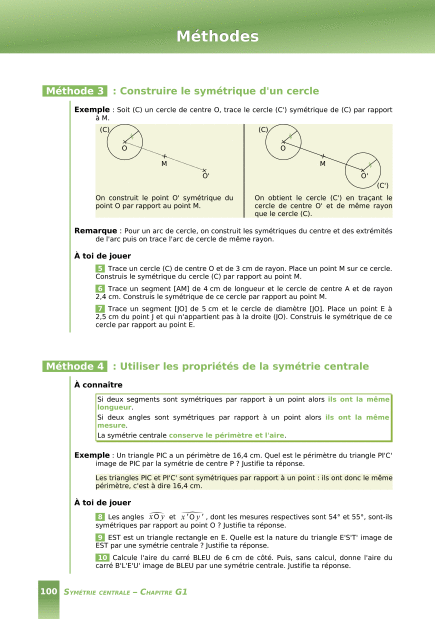 Méthodes
Méthode 3 : Construire le symétrique d'un cercle
Exemple : Soit (C) un cercle de centre O, trace le cercle (C') symétrique de (C) par rapport
à M.
(C)
O
M
O'
(C)
O
M
O'
(C')
On construit le point O' symétrique du
point O par rapport au point M.
On obtient le cercle (C') en traçant le
cercle de centre O' et de même rayon
que le cercle (C).
Remarque : Pour un arc de cercle, on construit les symétriques du centre et des extrémités
de l'arc puis on trace l'arc de cercle de même rayon.
À toi de jouer
5 Trace un cercle (C) de centre O et de 3 cm de rayon. Place un point M sur ce cercle.
Construis le symétrique du cercle (C) par rapport au point M.
6 Trace un segment [AM] de 4 cm de longueur et le cercle de centre A et de rayon
2,4 cm. Construis le symétrique de ce cercle par rapport au point M.
7 Trace un segment [JO] de 5 cm et le cercle de diamètre [JO]. Place un point E à
2,5 cm du point J et qui n'appartient pas à la droite (JO). Construis le symétrique de ce
cercle par rapport au point E.
Méthode 4 : Utiliser les propriétés de la symétrie centrale
À connaître
Si deux segments sont symétriques par rapport à un point alors ils ont la même
longueur.
Si deux angles sont symétriques par rapport à un point alors ils ont la même
mesure.
La symétrie centrale conserve le périmètre et l'aire.
Exemple : Un triangle PIC a un périmètre de 16,4 cm. Quel est le périmètre du triangle PI'C'
image de PIC par la symétrie de centre P ? Justifie ta réponse.
Les triangles PIC et PI'C' sont symétriques par rapport à un point : ils ont donc le même
périmètre, c'est à dire 16,4 cm.
À toi de jouer
8 Les angles xOy et x'Oy', dont les mesures respectives sont 54° et 55°, sont-ils
symétriques par rapport au point O ? Justifie ta réponse.
9 EST est un triangle rectangle en E. Quelle est la nature du triangle E'S'T' image de
EST par une symétrie centrale ? Justifie ta réponse.
10 Calcule l'aire du carré BLEU de 6 cm de côté. Puis, sans calcul, donne l'aire du
carré B'L'E'U' image de BLEU par une symétrie centrale. Justifie ta réponse.
100 SYMÉTRIE CENTRALE – CHAPITRE G1